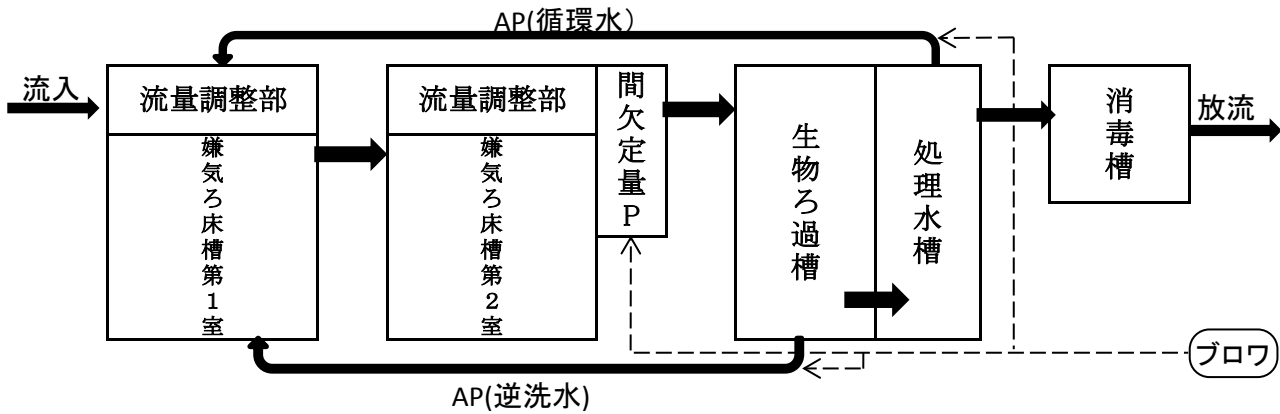 AP(循環水)
流入
流量調整部
嫌気ろ床槽第1室
流量調整部
嫌気ろ床槽第2室
間欠定量P
生物ろ過槽
処理水槽
消毒槽
放流
ブロワ
AP(逆洗水)